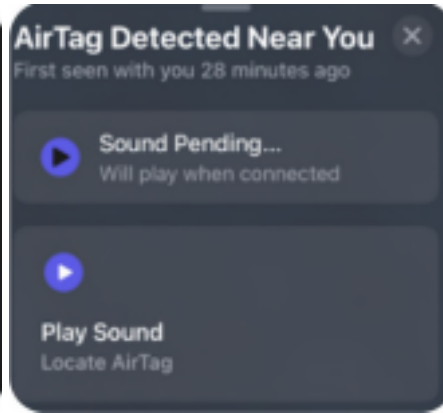 AirTag Detected Near You
First seen with you 28 minutes ago
Sound Pending...
Will play when connected
Play Sound
Locate AirTag